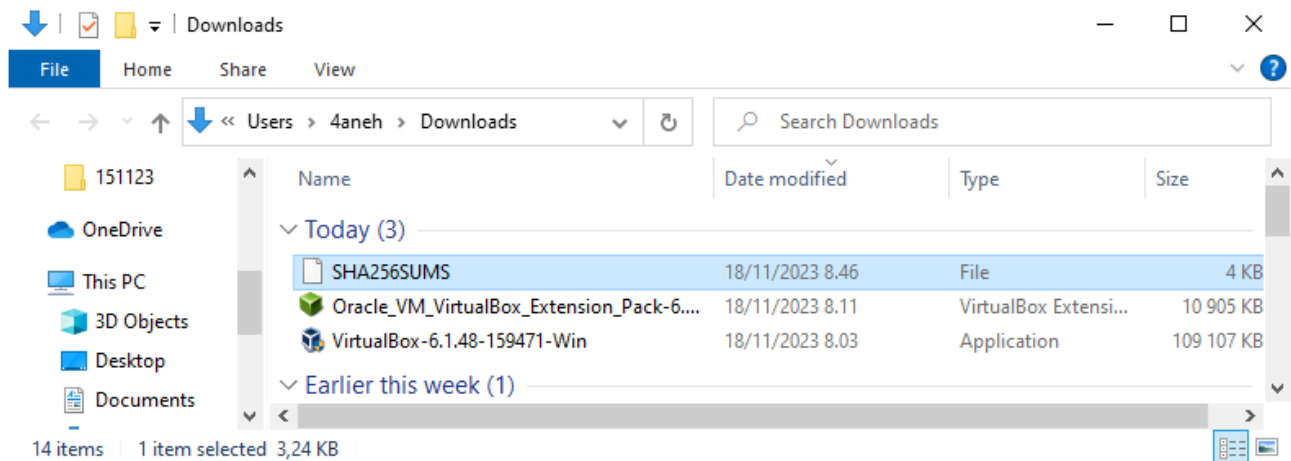 Downloads
File Home Share View
« Users › 4aneh › Downloads Search Downloads
151123
OneDrive
This PC
3D Objects
Desktop
Documents
Name Date modified Type Size
Today (3)
SHA256SUMS 18/11/2023 8.46 File 4 KB
Oracle_VM_VirtualBox_Extension_Pack-6.... 18/11/2023 8.11 VirtualBox Extensi... 10 905 KB
VirtualBox-6.1.48-159471-Win 18/11/2023 8.03 Application 109 107 KB
Earlier this week (1)
14 items 1 item selected 3,24 KB